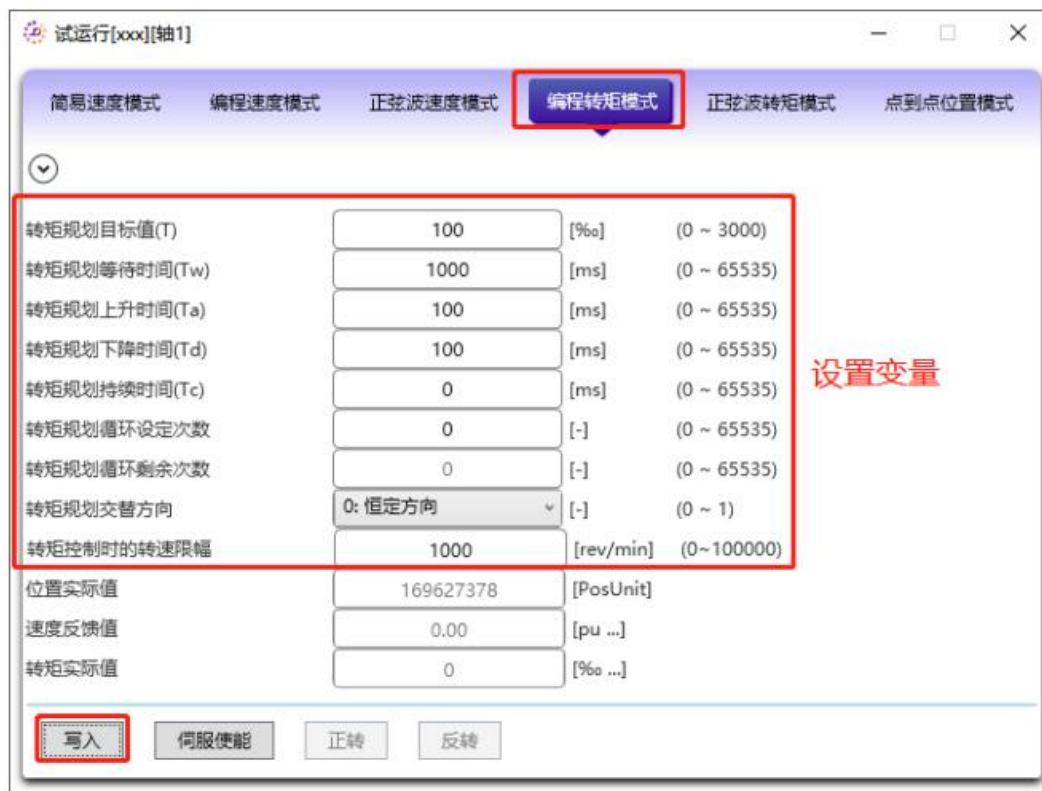 试运行[xxx][轴1]
简易速度模式 编程速度模式 正弦波速度模式 编程转矩模式 正弦波转矩模式 点到点位置模式
转矩规划目标值(T) 100 [‰] (0 ~ 3000)
转矩规划等待时间(Tw) 1000 [ms] (0 ~ 65535)
转矩规划上升时间(Ta) 100 [ms] (0 ~ 65535)
转矩规划下降时间(Td) 100 [ms] (0 ~ 65535)
设置变量
转矩规划持续时间(Tc) 0 [ms] (0 ~ 65535)
转矩规划循环设定次数 0 [-] (0 ~ 65535)
转矩规划循环剩余次数 0 [-] (0 ~ 65535)
转矩规划交替方向 0: 恒定方向 [-] (0 ~ 1)
转矩控制时的转速限幅 1000 [rev/min] (0~100000)
位置实际值 169627378 [PosUnit]
速度反馈值 0.00 [pu ...]
转矩实际值 0 [‰ ...]
写入 伺服使能 正转 反转